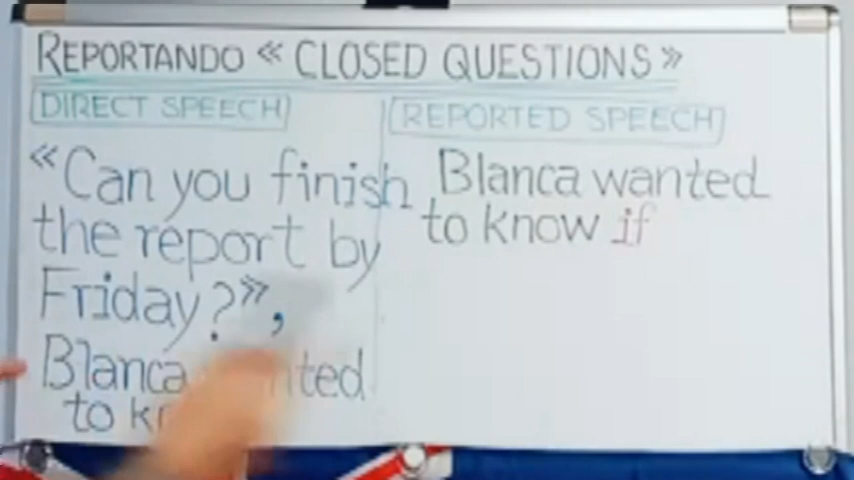 REPORTANDO « CLOSED QUESTIONS »
DIRECT SPEECH
«Can you finish
the report by
Friday?»,
Blanca
to
REPORTED SPEECH
Blanca wanted
to know if